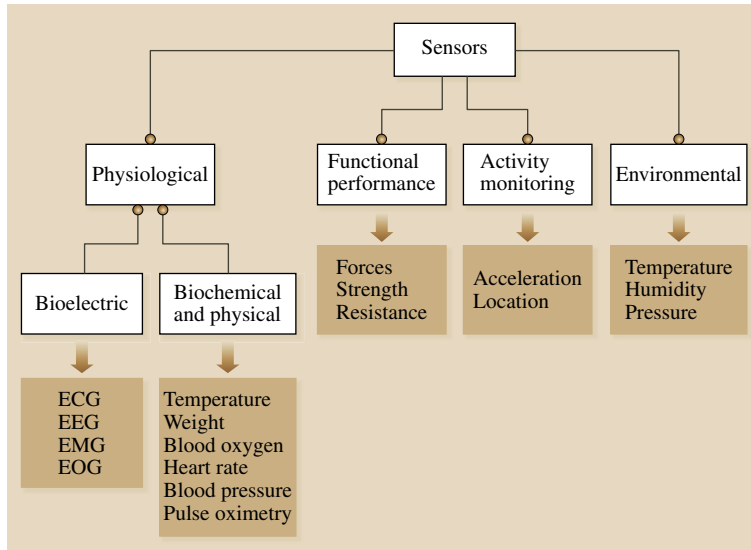 Sensors
Physiological
Functional
performance
Activity
monitoring
Environmental
Forces
Strength
Resistance
Acceleration
Location
Temperature
Humidity
Pressure
Bioelectric
Biochemical
and physical
ECG
EEG
EMG
EOG
Temperature
Weight
Blood oxygen
Heart rate
Blood pressure
Pulse oximetry